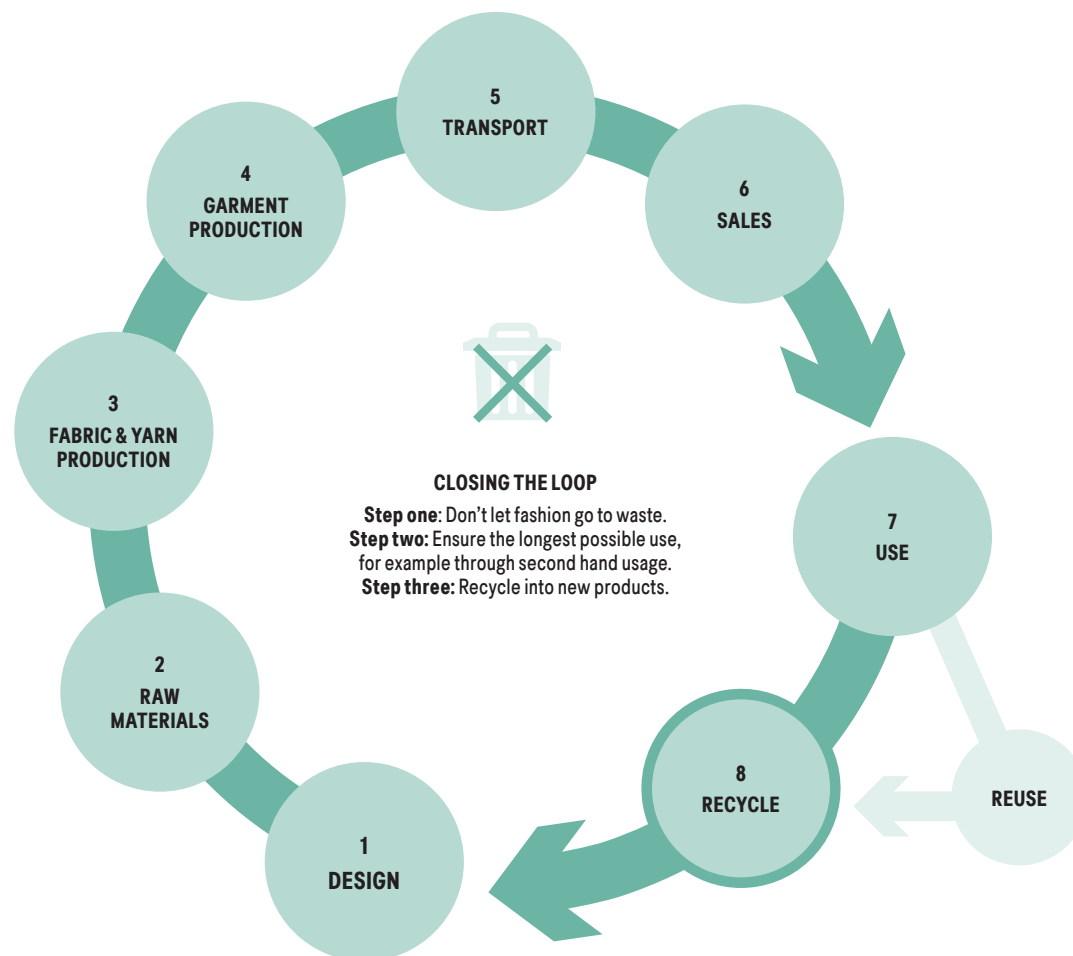 5
TRANSPORT
4
GARMENT
PRODUCTION
6
SALES
3
FABRIC & YARN
PRODUCTION
CLOSING THE LOOP
Step one: Don't let fashion go to waste.
Step two: Ensure the longest possible use,
for example through second hand usage.
Step three: Recycle into new products.
7
USE
2
RAW
MATERIALS
8
RECYCLE
REUSE
1
DESIGN